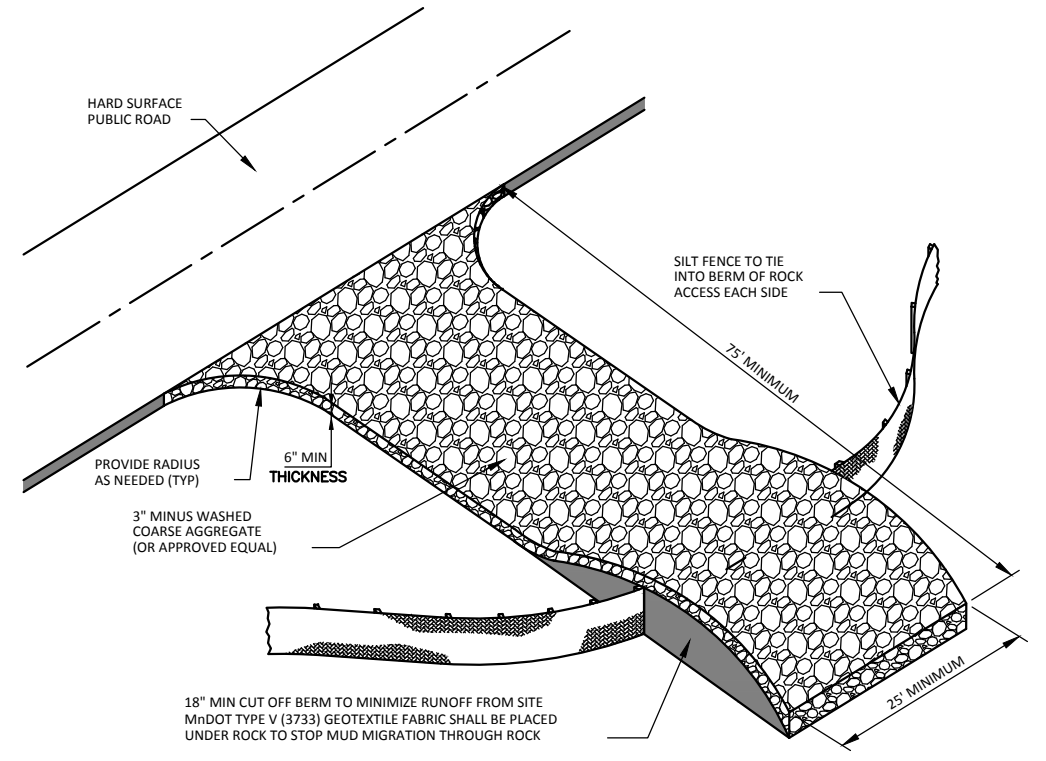 HARD SURFACE
PUBLIC ROAD
SILT FENCE TO TIE
INTO BERM OF ROCK
ACCESS EACH SIDE
75' MINIMUM
PROVIDE RADIUS
AS NEEDED (TYP)
6" MIN
THICKNESS
3" MINUS WASHED
COARSE AGGREGATE
(OR APPROVED EQUAL)
25' MINIMUM
18" MIN CUT OFF BERM TO MINIMIZE RUNOFF FROM SITE
MnDOT TYPE V (3733) GEOTEXTILE FABRIC SHALL BE PLACED
UNDER ROCK TO STOP MUD MIGRATION THROUGH ROCK